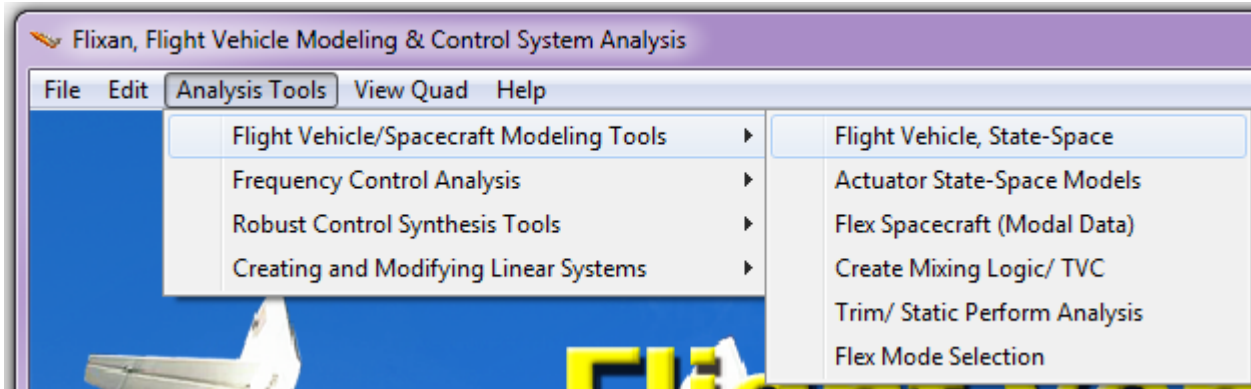 Flixan, Flight Vehicle Modeling & Control System Analysis
File Edit Analysis Tools View Quad Help
Flight Vehicle/Spacecraft Modeling Tools
Frequency Control Analysis
Robust Control Synthesis Tools
Creating and Modifying Linear Systems
Flight Vehicle, State-Space
Actuator State-Space Models
Flex Spacecraft (Modal Data)
Create Mixing Logic/ TVC
Trim/ Static Perform Analysis
Flex Mode Selection